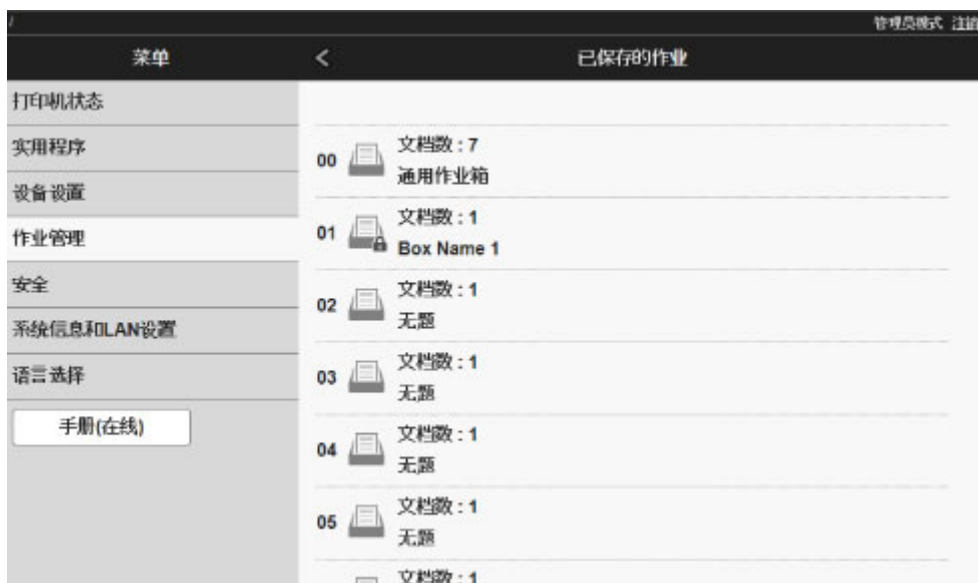 /
管理员模式 注销
菜单
<
已保存的作业
打印机状态
实用程序
设备设置
作业管理
安全
系统信息和LAN设置
语言选择
手册(在线)
00
文档数 : 7
通用作业箱
01
文档数 : 1
Box Name 1
02
文档数 : 1
无题
03
文档数 : 1
无题
04
文档数 : 1
无题
05
文档数 : 1
无题
文档数 : 1